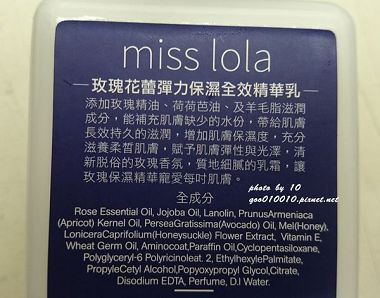 miss lola
玫瑰花蕾彈力保濕全效精華乳
添加玫瑰精油、荷荷芭油、及羊毛脂滋潤
成分，能補充肌膚缺少的水份，帶給肌膚
長效持久的滋潤，增加肌膚保濕度，充分
滋養柔皙肌膚，賦予肌膚彈性與光澤，清
新脱俗的玫瑰香氛，質地細膩的乳霜，讓
玫瑰保濕精華寵愛每吋肌膚。
photo by 10
qoo010010.pixnet.net
全成分
Rose Essential Oil, Jojoba Oil, Lanolin, PrunusArmeniaca
(Apricot) Kernel Oil, PerseaGratissima(Avocado) Oil, Mel(Honey),
LoniceraCaprifolium(Honeysuckle) Flower Extract, Vitamin E,
Wheat Germ Oil, Aminocoat,Paraffin Oil,Cyclopentasiloxane,
Polyglyceryl-6 Polyricinoleat. 2, EthylhexylePalmitate,
PropyleCetyl Alcohol,Popyoxypropyl Glycol,Citrate,
Disodium EDTA, Perfume, D.I Water